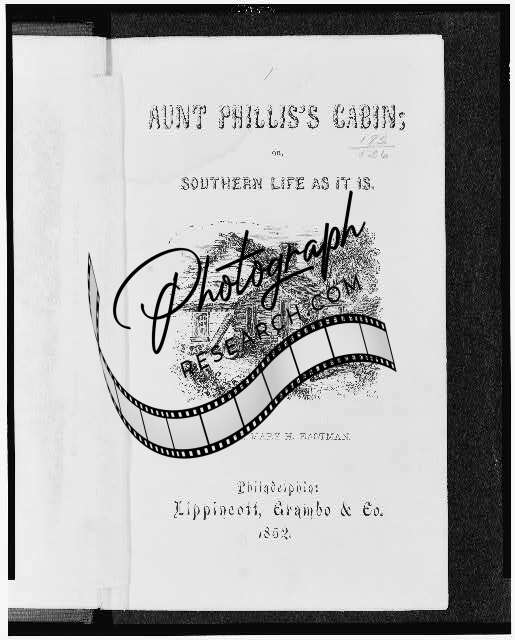 AUNT PHILLIS'S CABIN;
OR,
SOUTHERN LIFE AS IT IS.
Photograph
RESEARCH.COM
MARY H. EASTMAN.
Philadelphia:
Lippincott, Grambo & Co.
1852.